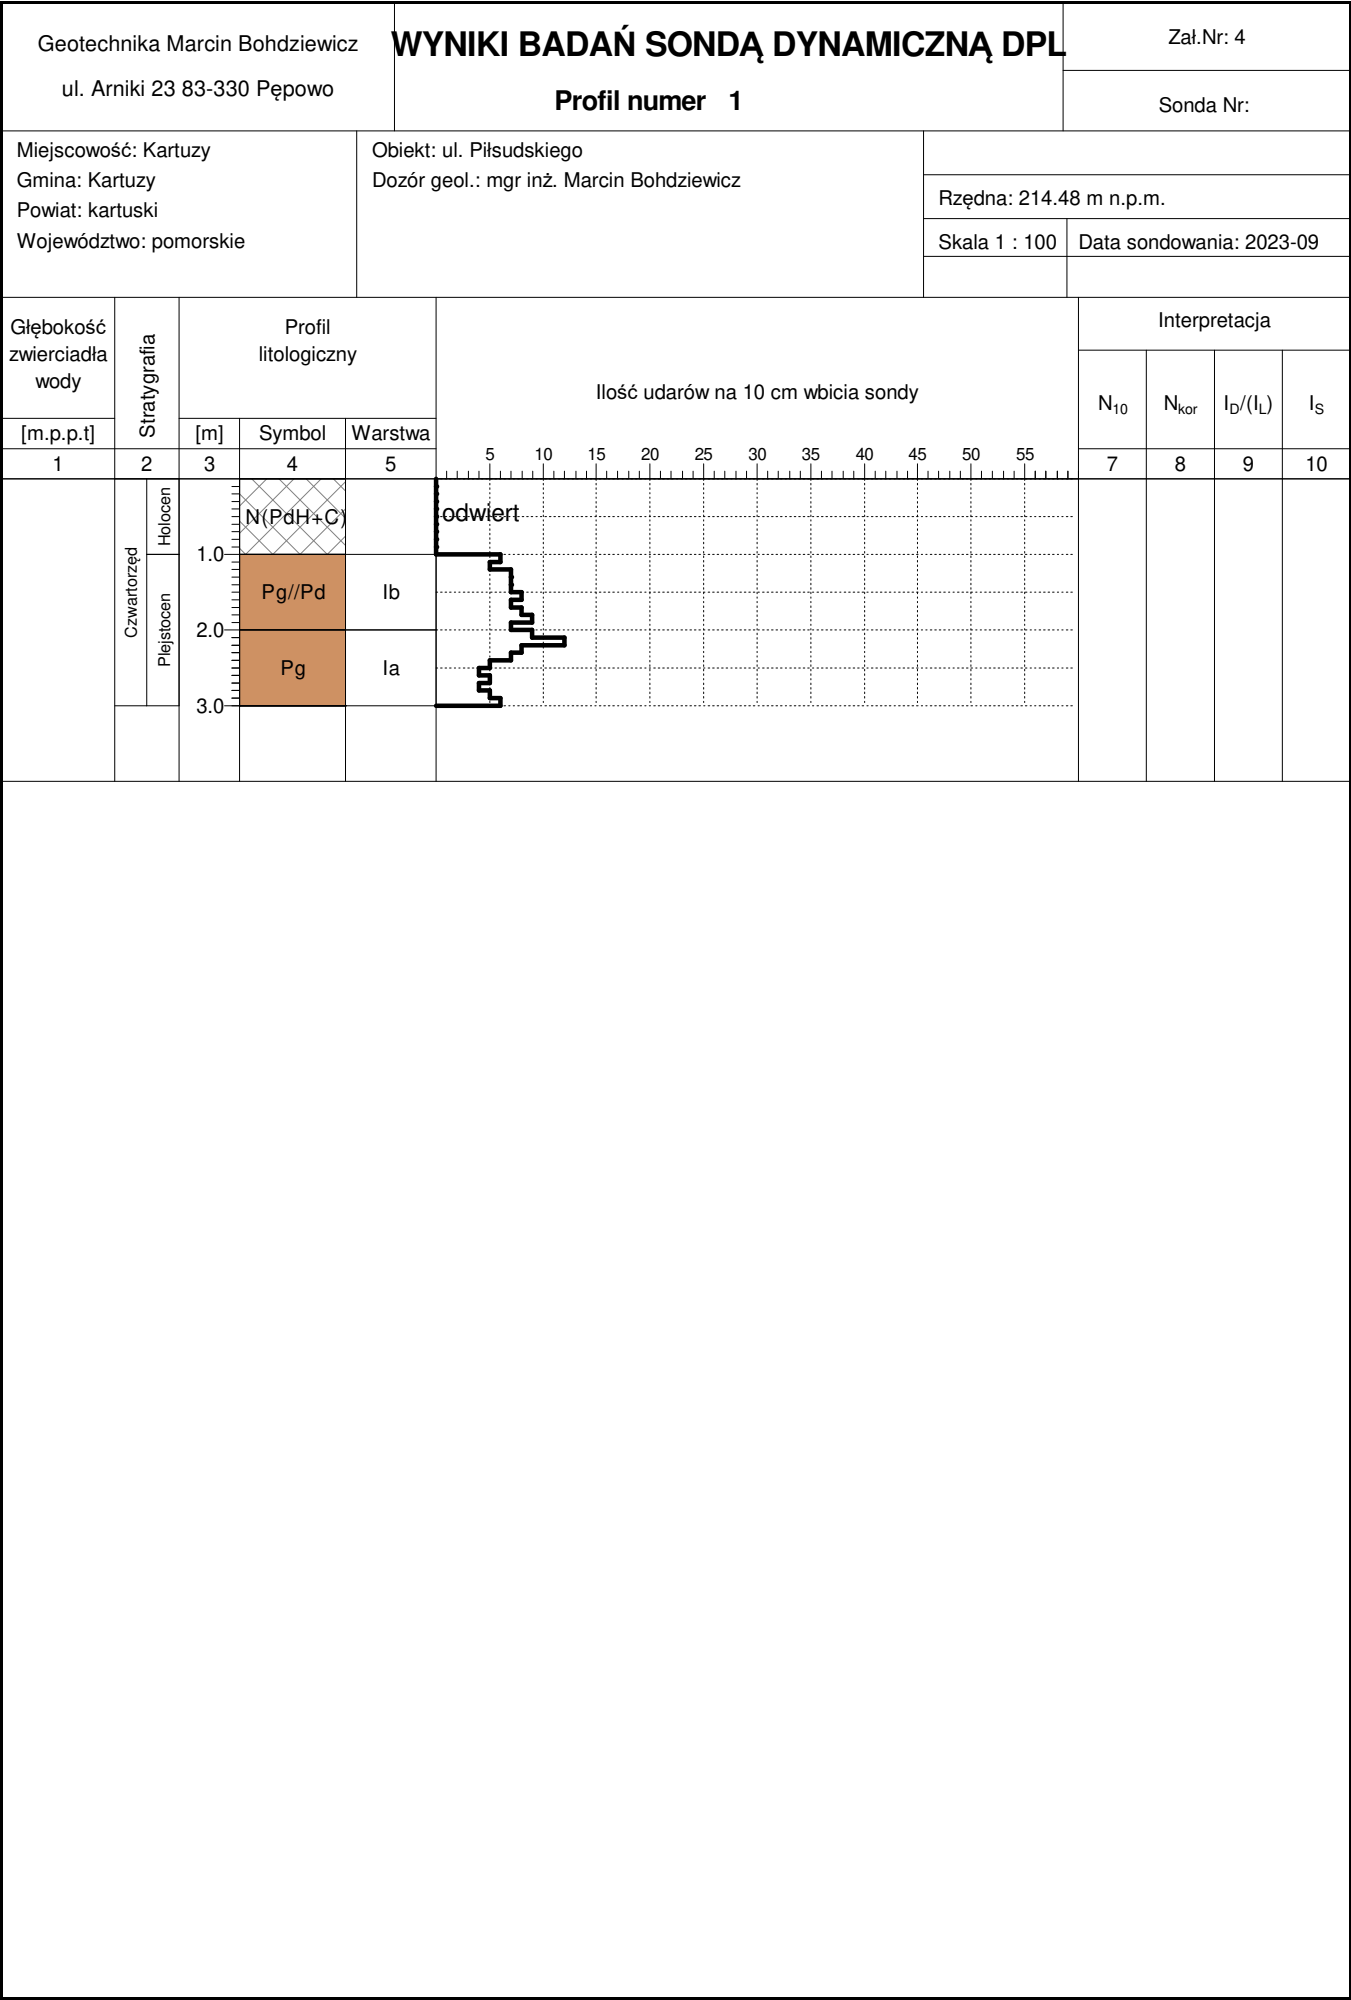 Geotechnika Marcin Bohdziewicz
ul. Arniki 23 83-330 Pępowo
WYNIKI BADAŃ SONDĄ DYNAMICZNĄ DPL
Profil numer 1
Zał.Nr: 4
Sonda Nr:
Miejscowość: Kartuzy
Gmina: Kartuzy
Powiat: kartuski
Województwo: pomorskie
Obiekt: ul. Piłsudskiego
Dozór geol.: mgr inż. Marcin Bohdziewicz
Rzędna: 214.48 m n.p.m.
Skala 1 : 100
Data sondowania: 2023-09
Głębokość
zwierciadła
wody
[m.p.p.t]
Stratygrafia
Profil
litologiczny
[m] Symbol Warstwa
Ilość udarów na 10 cm wbicia sondy
5 10 15 20 25 30 35 40 45 50 55
Interpretacja
N10 Nkor ID/(IL) IS
1 2 3 4 5 7 8 9 10
Czwartorzęd
Holocen
Plejstocen
N(PdH+C)
odwiert
1.0
Pg//Pd Ib
2.0
Pg Ia
3.0